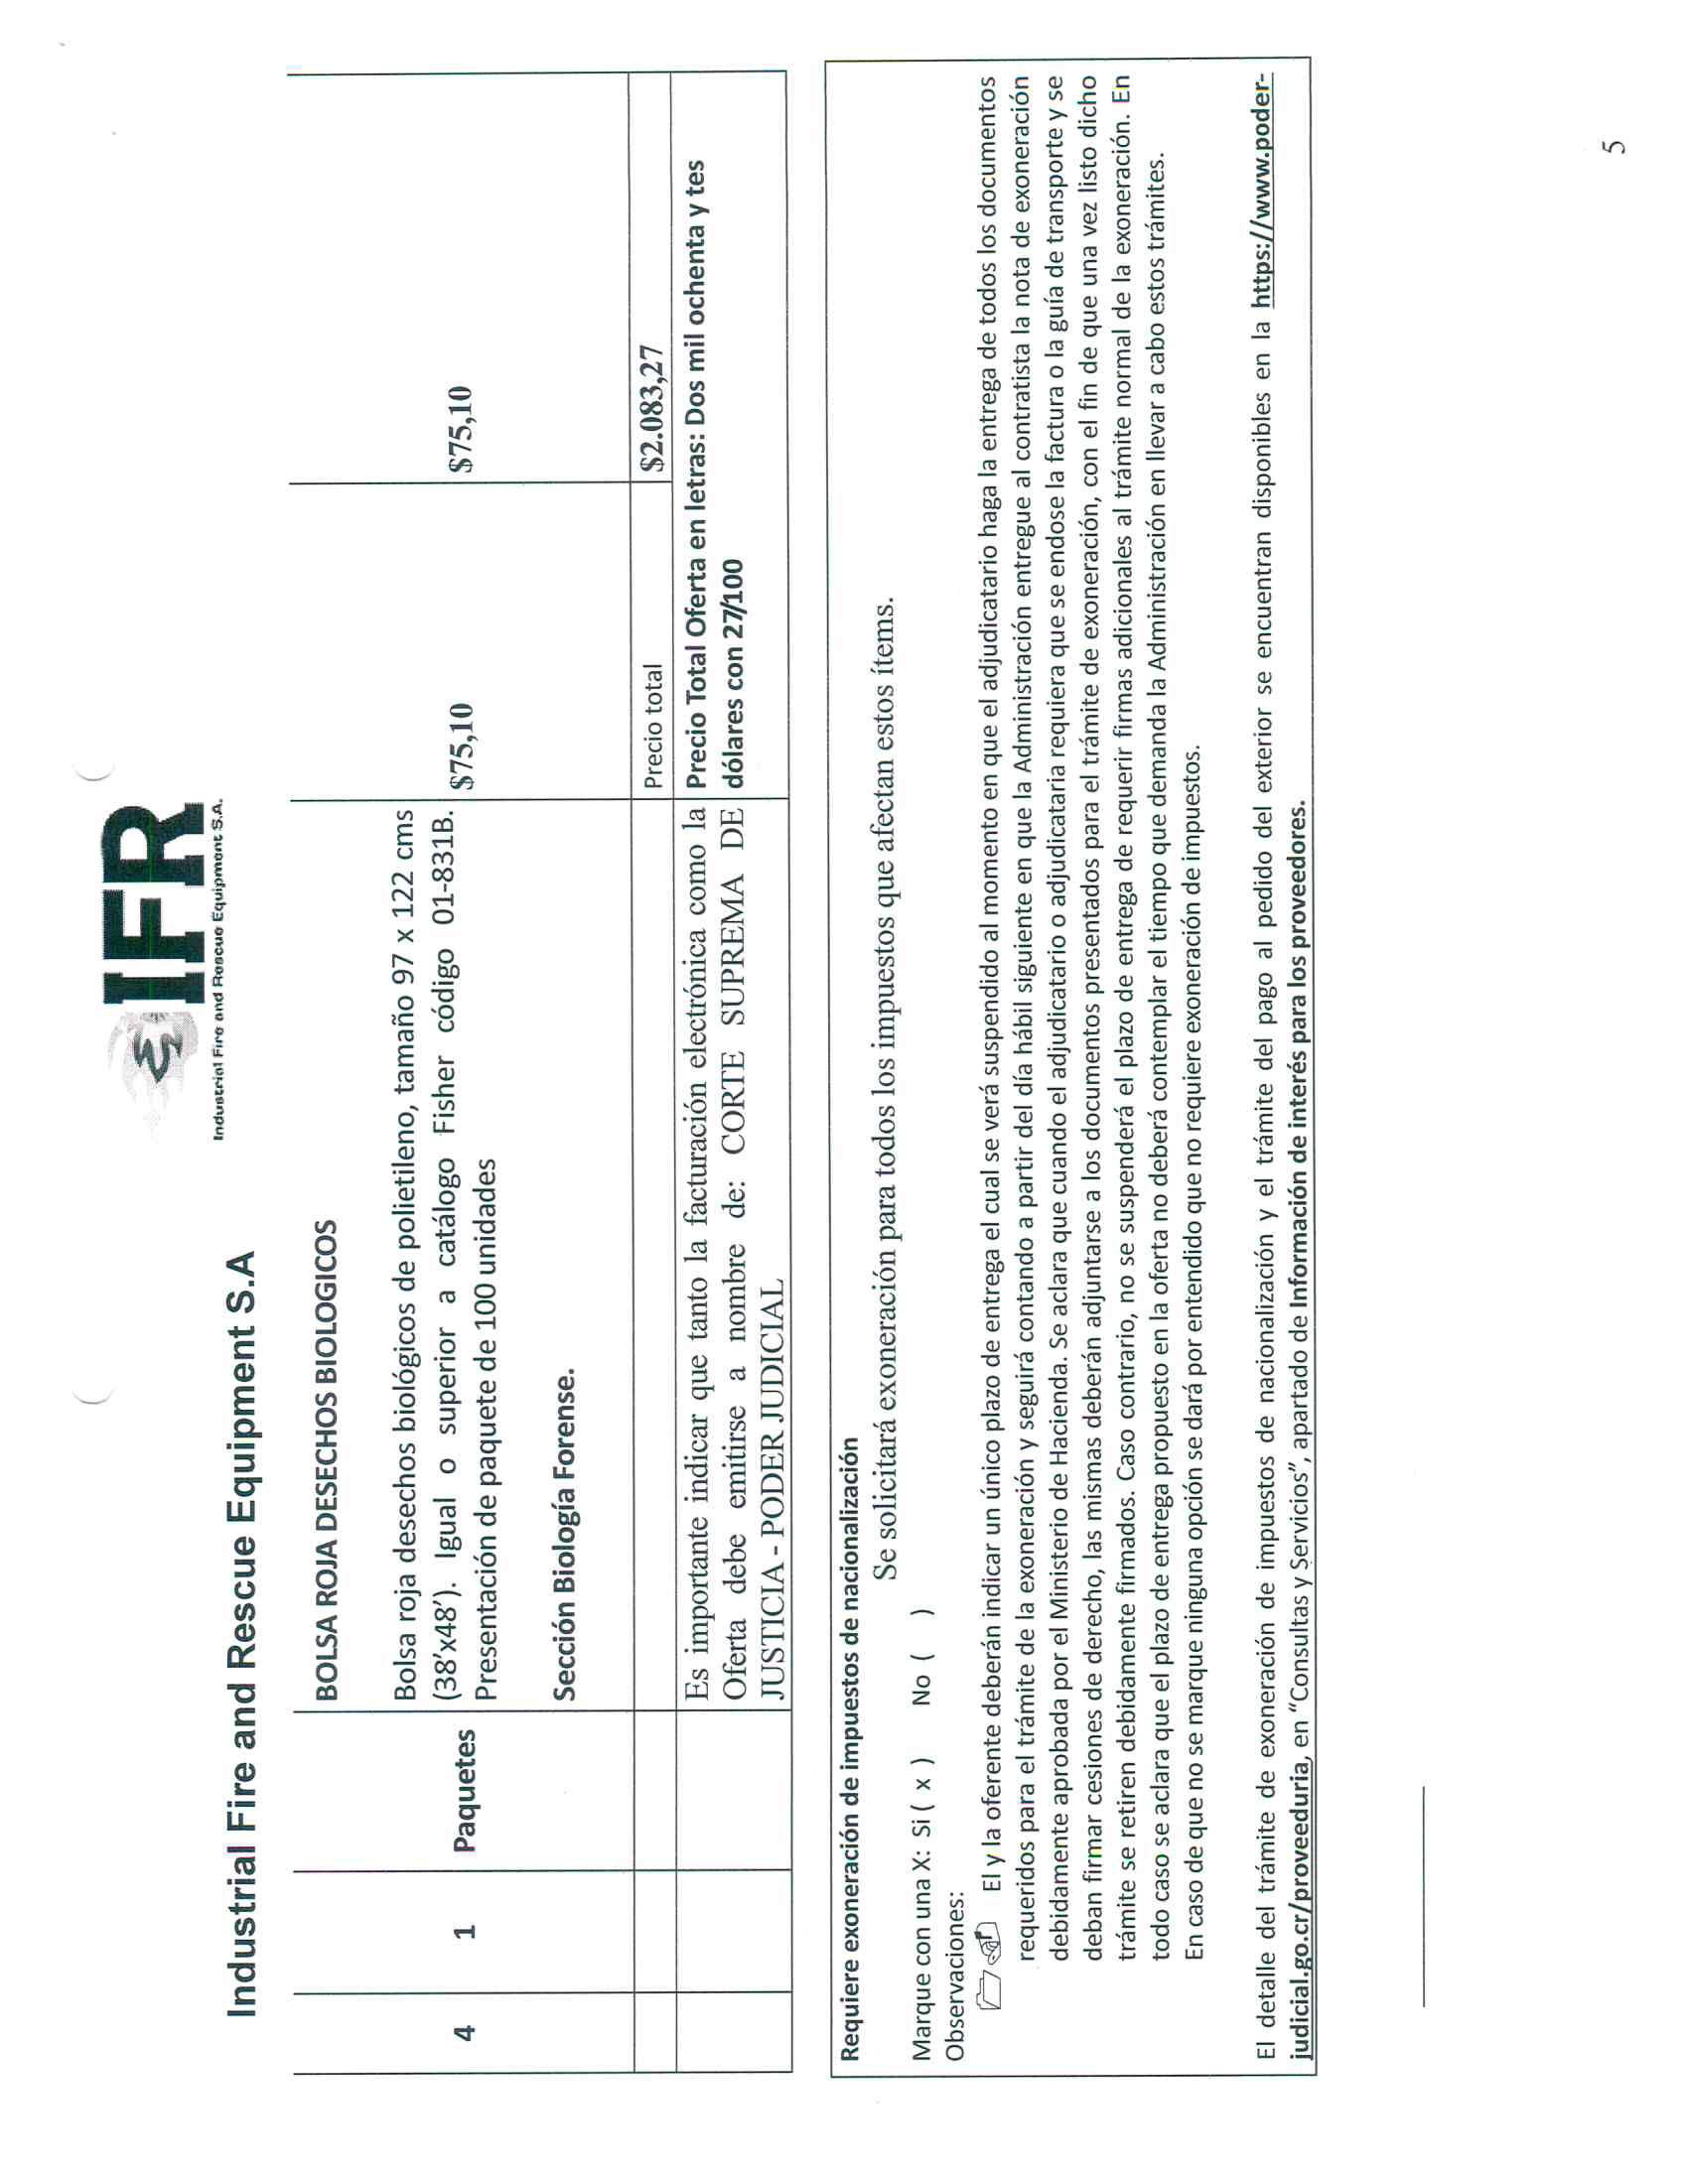 Industrial Fire and Rescue Equipment S.A
IFR
Industrial Fire and Rescue Equipment S.A.
BOLSA ROJA DESECHOS BIOLOGICOS
4 1 Paquetes
Bolsa roja desechos biológicos de polietileno, tamaño 97 x 122 cms
(38’x48’). Igual o superior a catálogo Fisher código 01-831B.
Presentación de paquete de 100 unidades
$75,10 $75,10
Sección Biología Forense.
Precio total $2.083,27
Es importante indicar que tanto la facturación electrónica como la
Oferta debe emitirse a nombre de: CORTE SUPREMA DE
JUSTICIA - PODER JUDICIAL
Precio Total Oferta en letras: Dos mil ochenta y tes
dólares con 27/100
Requiere exoneración de impuestos de nacionalización
Se solicitará exoneración para todos los impuestos que afectan estos ítems.
Marque con una X: Si ( x ) No ( )
Observaciones:
El y la oferente deberán indicar un único plazo de entrega el cual se verá suspendido al momento en que el adjudicatario haga la entrega de todos los documentos
requeridos para el trámite de la exoneración y seguirá contando a partir del día hábil siguiente en que la Administración entregue al contratista la nota de exoneración
debidamente aprobada por el Ministerio de Hacienda. Se aclara que cuando el adjudicatario o adjudicataria requiera que se endose la factura o la guía de transporte y se
deban firmar cesiones de derecho, las mismas deberán adjuntarse a los documentos presentados para el trámite de exoneración, con el fin de que una vez listo dicho
trámite se retiren debidamente firmados. Caso contrario, no se suspenderá el plazo de entrega de requerir firmas adicionales al trámite normal de la exoneración. En
todo caso se aclara que el plazo de entrega propuesto en la oferta no deberá contemplar el tiempo que demanda la Administración en llevar a cabo estos trámites.
En caso de que no se marque ninguna opción se dará por entendido que no requiere exoneración de impuestos.
El detalle del trámite de exoneración de impuestos de nacionalización y el trámite del pago al pedido del exterior se encuentran disponibles en la https://www.poder-
judicial.go.cr/proveeduria, en “Consultas y Servicios”, apartado de Información de interés para los proveedores.
5